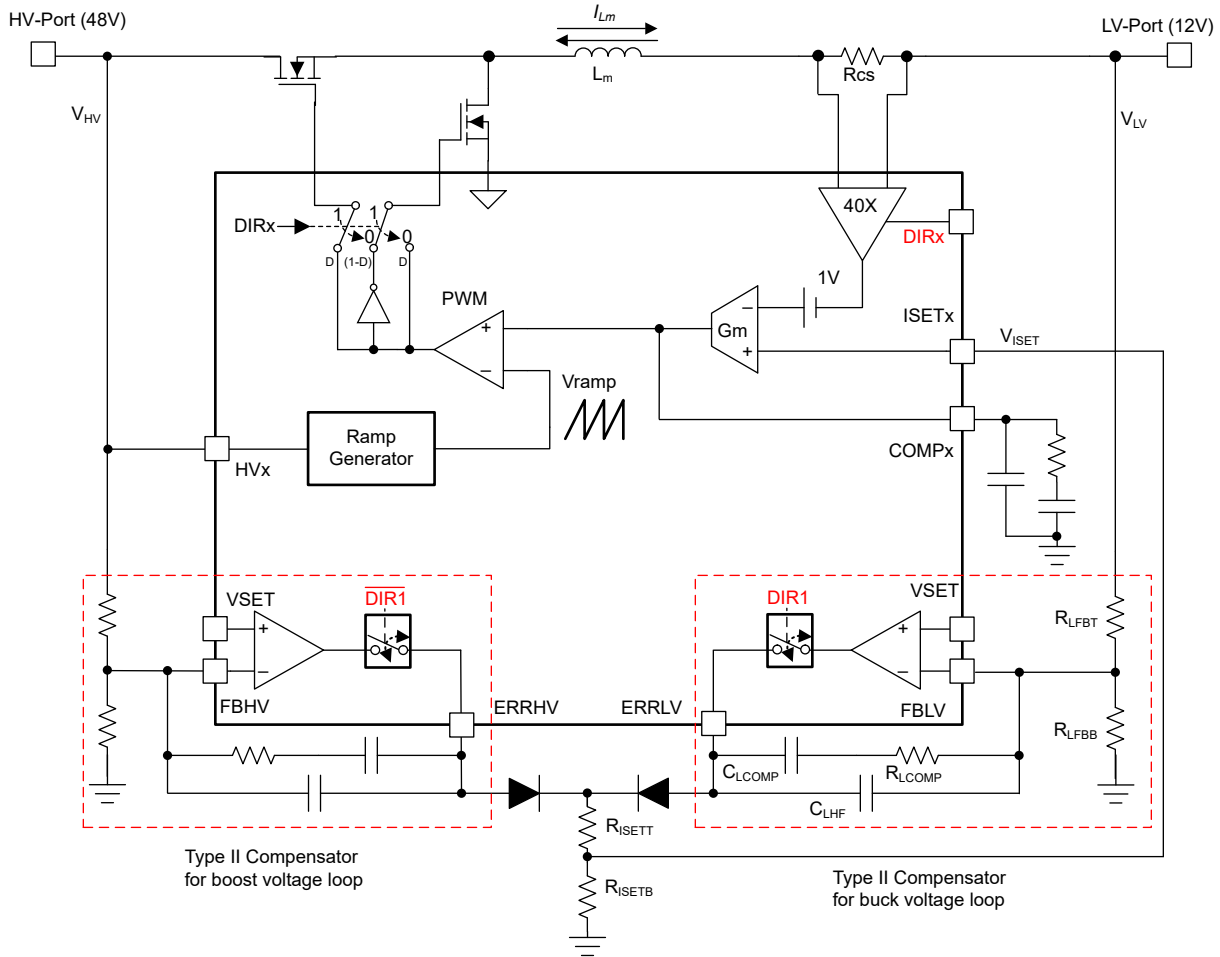 HV-Port (48V)
I_Lm
LV-Port (12V)
L_m
Rcs
V_HV
V_LV
40X
DIRx
1
1
0
0
DIRx
D
(1-D)
D
1V
PWM
+
−
Gm
−
+
ISETx
V_ISET
Vramp
Ramp
Generator
HVx
COMPx
VSET
DIR1
DIR1
VSET
+
−
+
−
R_LFBT
FBHV
ERRHV
ERRLV
FBLV
R_LFBB
C_LCOMP
R_LCOMP
C_LHF
R_ISETT
Type II Compensator
for boost voltage loop
R_ISETB
Type II Compensator
for buck voltage loop